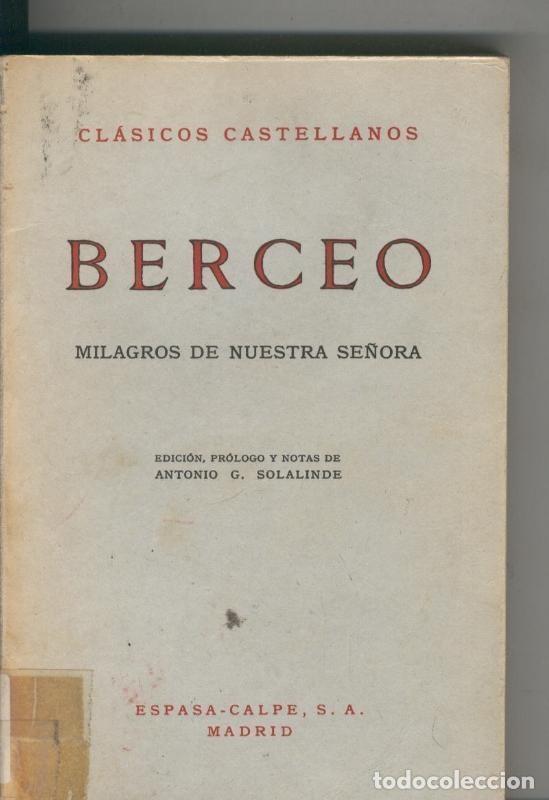 CLÁSICOS CASTELLANOS
BERCEO
MILAGROS DE NUESTRA SEÑORA
EDICIÓN, PRÓLOGO Y NOTAS DE
ANTONIO G. SOLALINDE
ESPASA-CALPE, S. A.
MADRID
todocoleccion